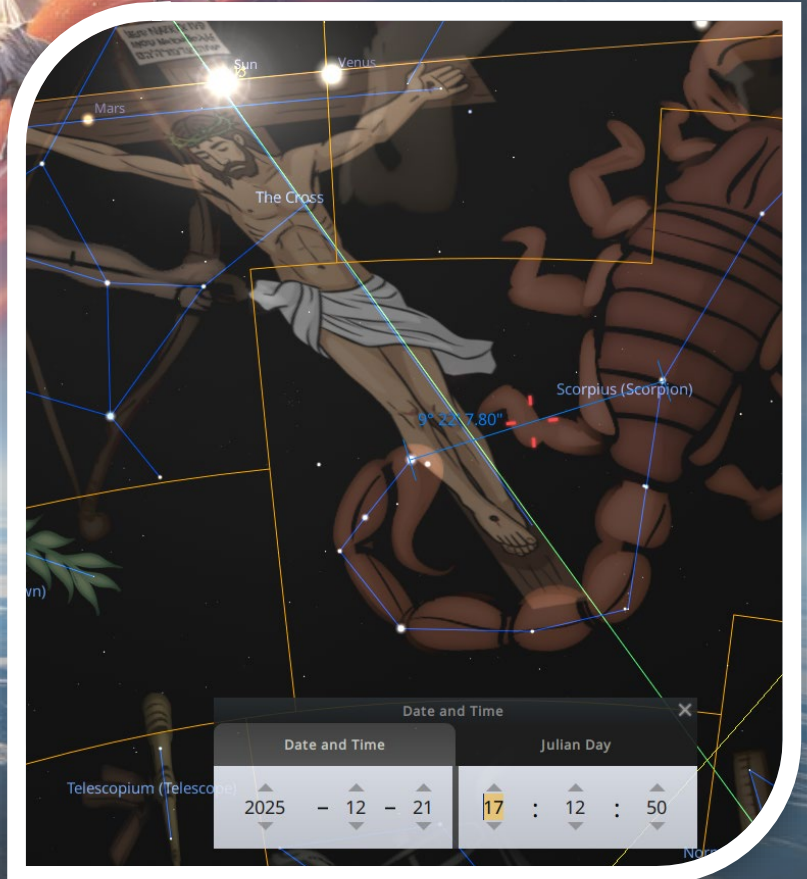 Sun
Venus
Mars
The Cross
Scorpius (Scorpion)
9° 22' 7.80"
wn)
Telescopium (Telescope)
Date and Time
Date and Time
Julian Day
2025 – 12 – 21
17 : 12 : 50
Nor